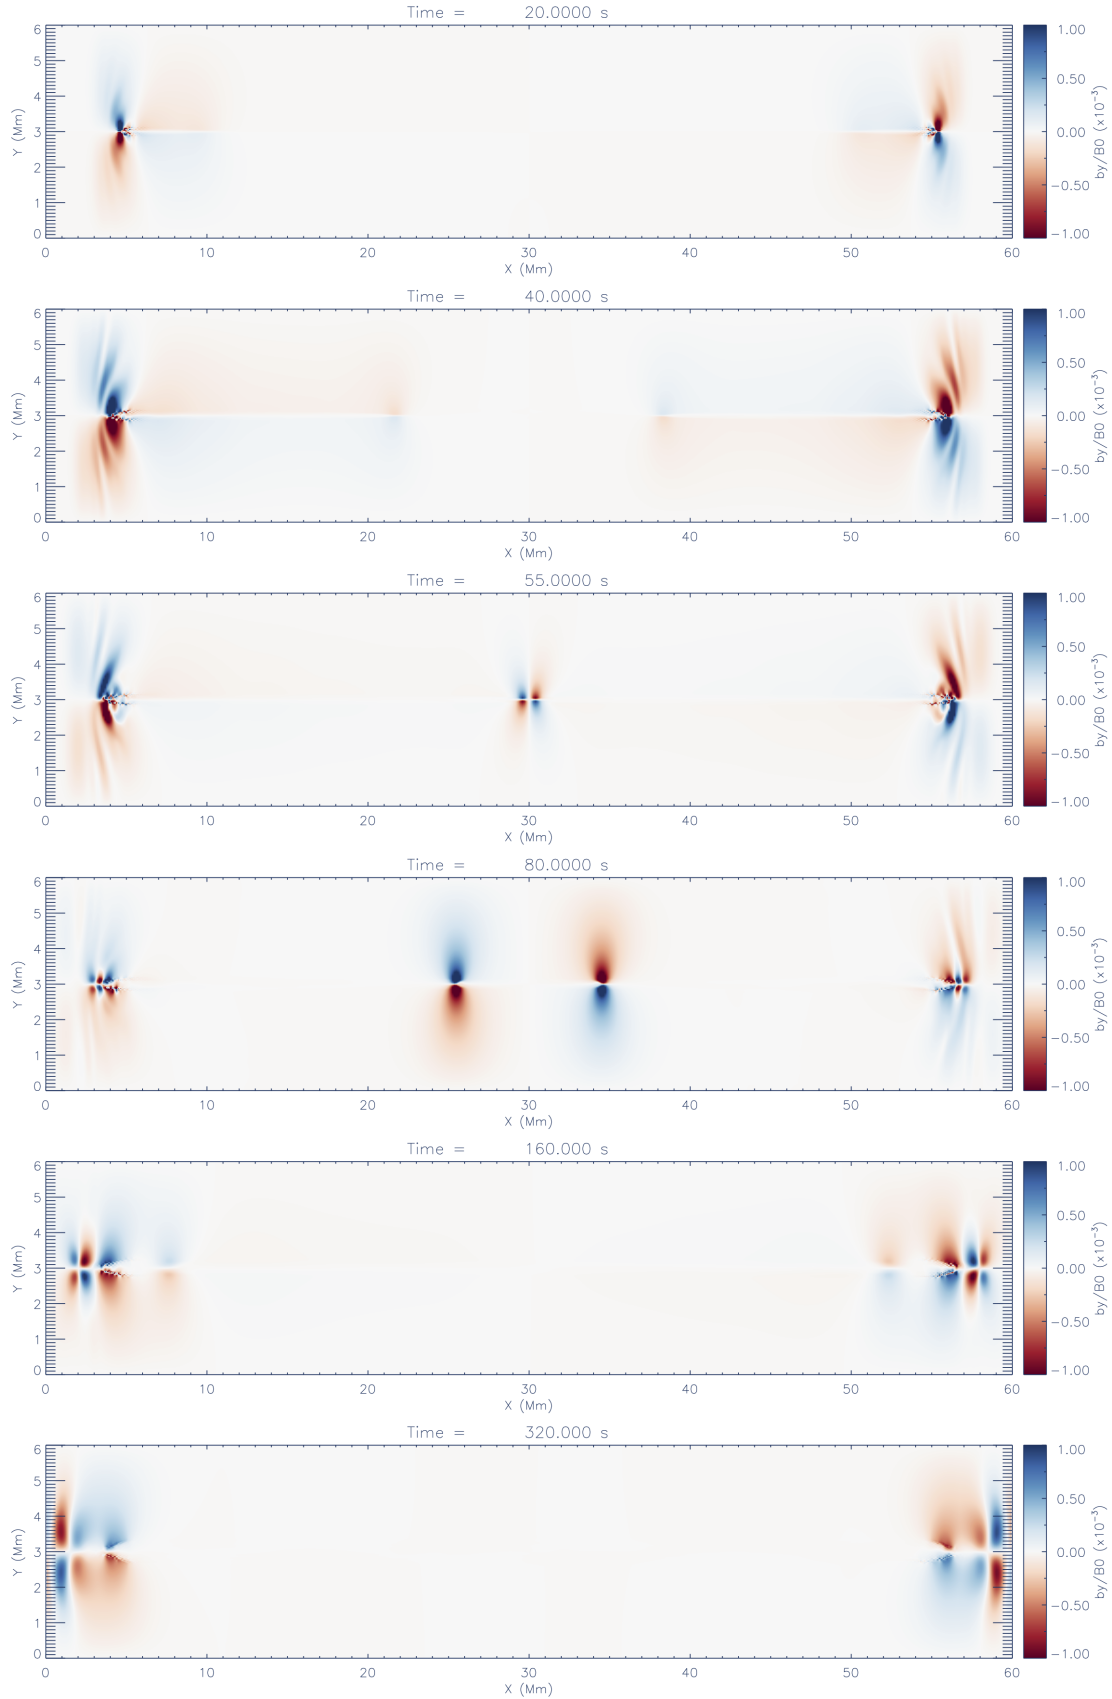 Time = 20.0000 s
6
5
4
3
2
1
0
Y (Mm)
0 10 20 30 40 50 60
X (Mm)
1.00
0.50
0.00
−0.50
−1.00
by/B0 (x10⁻³)
Time = 40.0000 s
6
5
4
3
2
1
0
Y (Mm)
0 10 20 30 40 50 60
X (Mm)
1.00
0.50
0.00
−0.50
−1.00
by/B0 (x10⁻³)
Time = 55.0000 s
6
5
4
3
2
1
0
Y (Mm)
0 10 20 30 40 50 60
X (Mm)
1.00
0.50
0.00
−0.50
−1.00
by/B0 (x10⁻³)
Time = 80.0000 s
6
5
4
3
2
1
0
Y (Mm)
0 10 20 30 40 50 60
X (Mm)
1.00
0.50
0.00
−0.50
−1.00
by/B0 (x10⁻³)
Time = 160.000 s
6
5
4
3
2
1
0
Y (Mm)
0 10 20 30 40 50 60
X (Mm)
1.00
0.50
0.00
−0.50
−1.00
by/B0 (x10⁻³)
Time = 320.000 s
6
5
4
3
2
1
0
Y (Mm)
0 10 20 30 40 50 60
X (Mm)
1.00
0.50
0.00
−0.50
−1.00
by/B0 (x10⁻³)